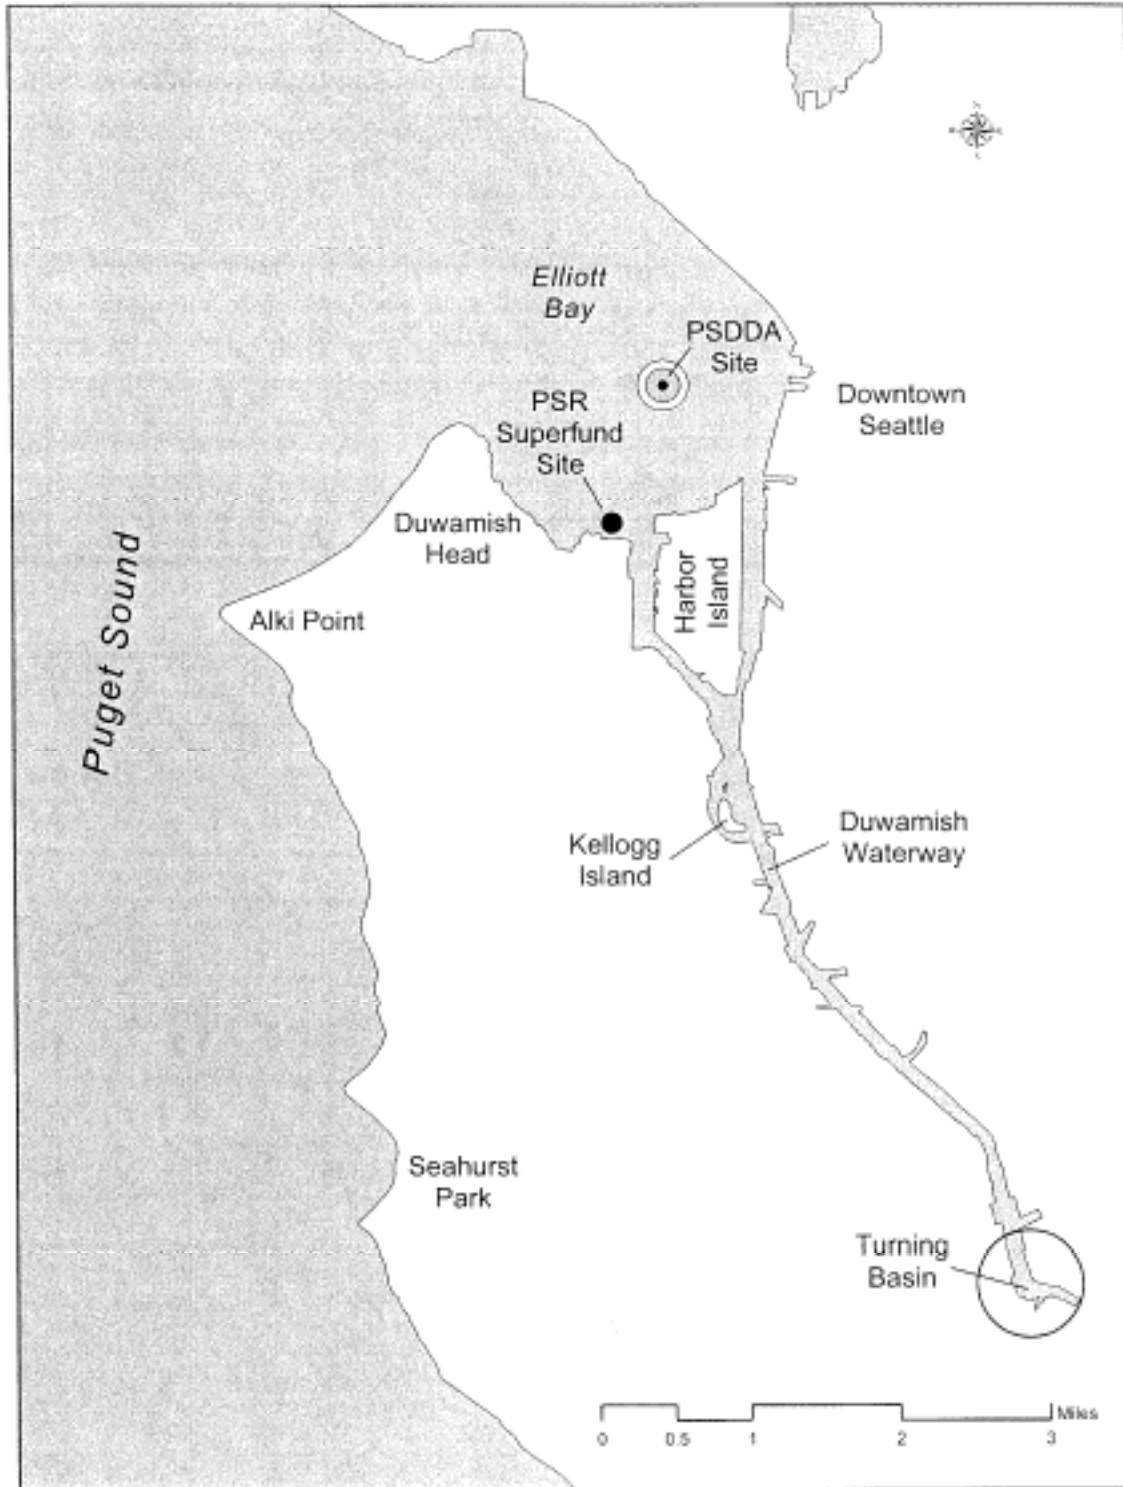 Elliott
Bay
PSDDA
Site
PSR
Superfund
Site
Downtown
Seattle
Duwamish
Head
Harbor
Island
Alki Point
Puget Sound
Kellogg
Island
Duwamish
Waterway
Seahurst
Park
Turning
Basin
Miles
0 0.5 1 2 3